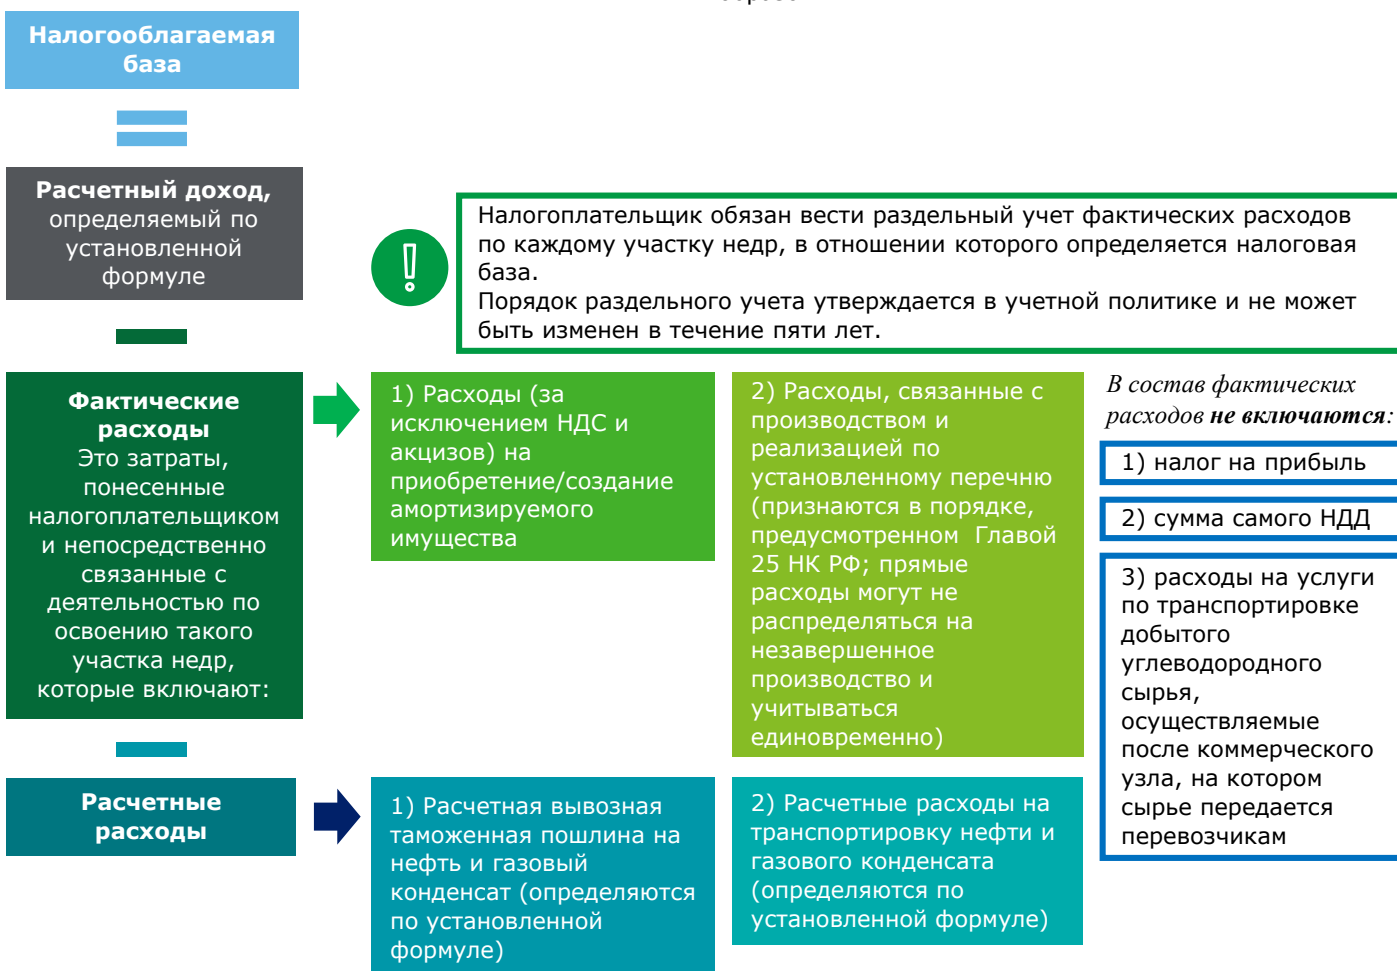 Налогооблагаемая
база
Расчетный доход,
определяемый по
установленной
формуле
Налогоплательщик обязан вести раздельный учет фактических расходов
по каждому участку недр, в отношении которого определяется налоговая
база.
Порядок раздельного учета утверждается в учетной политике и не может
быть изменен в течение пяти лет.
Фактические
расходы
Это затраты,
понесенные
налогоплательщиком
и непосредственно
связанные с
деятельностью по
освоению такого
участка недр,
которые включают:
1) Расходы (за
исключением НДС и
акцизов) на
приобретение/создание
амортизируемого
имущества
2) Расходы, связанные с
производством и
реализацией по
установленному перечню
(признаются в порядке,
предусмотренном Главой
25 НК РФ; прямые
расходы могут не
распределяться на
незавершенное
производство и
учитываться
единовременно)
В состав фактических
расходов не включаются:
1) налог на прибыль
2) сумма самого НДД
3) расходы на услуги
по транспортировке
добытого
углеводородного
сырья,
осуществляемые
после коммерческого
узла, на котором
сырье передается
перевозчикам
Расчетные
расходы
1) Расчетная вывозная
таможенная пошлина на
нефть и газовый
конденсат (определяются
по установленной
формуле)
2) Расчетные расходы на
транспортировку нефти и
газового конденсата
(определяются по
установленной формуле)